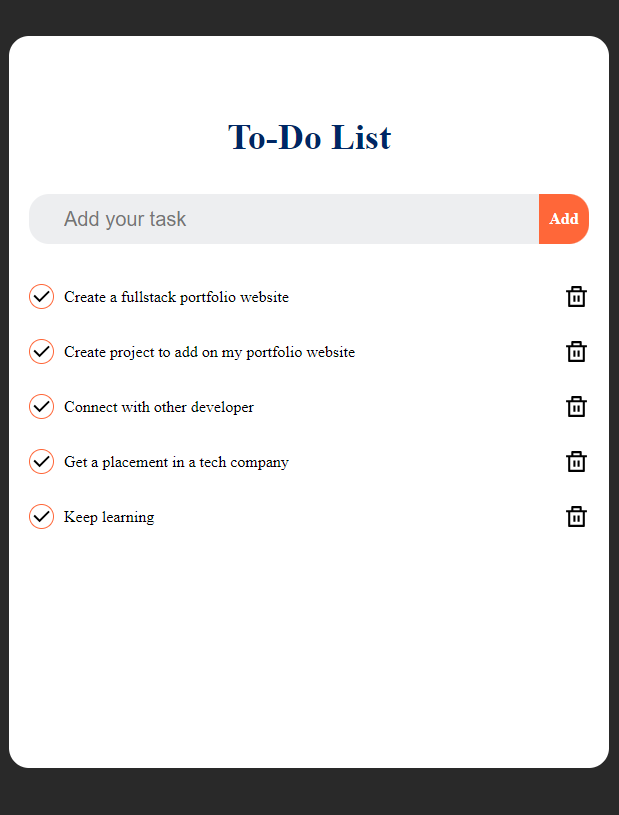 To-Do List
Add your task
Add
Create a fullstack portfolio website
Create project to add on my portfolio website
Connect with other developer
Get a placement in a tech company
Keep learning